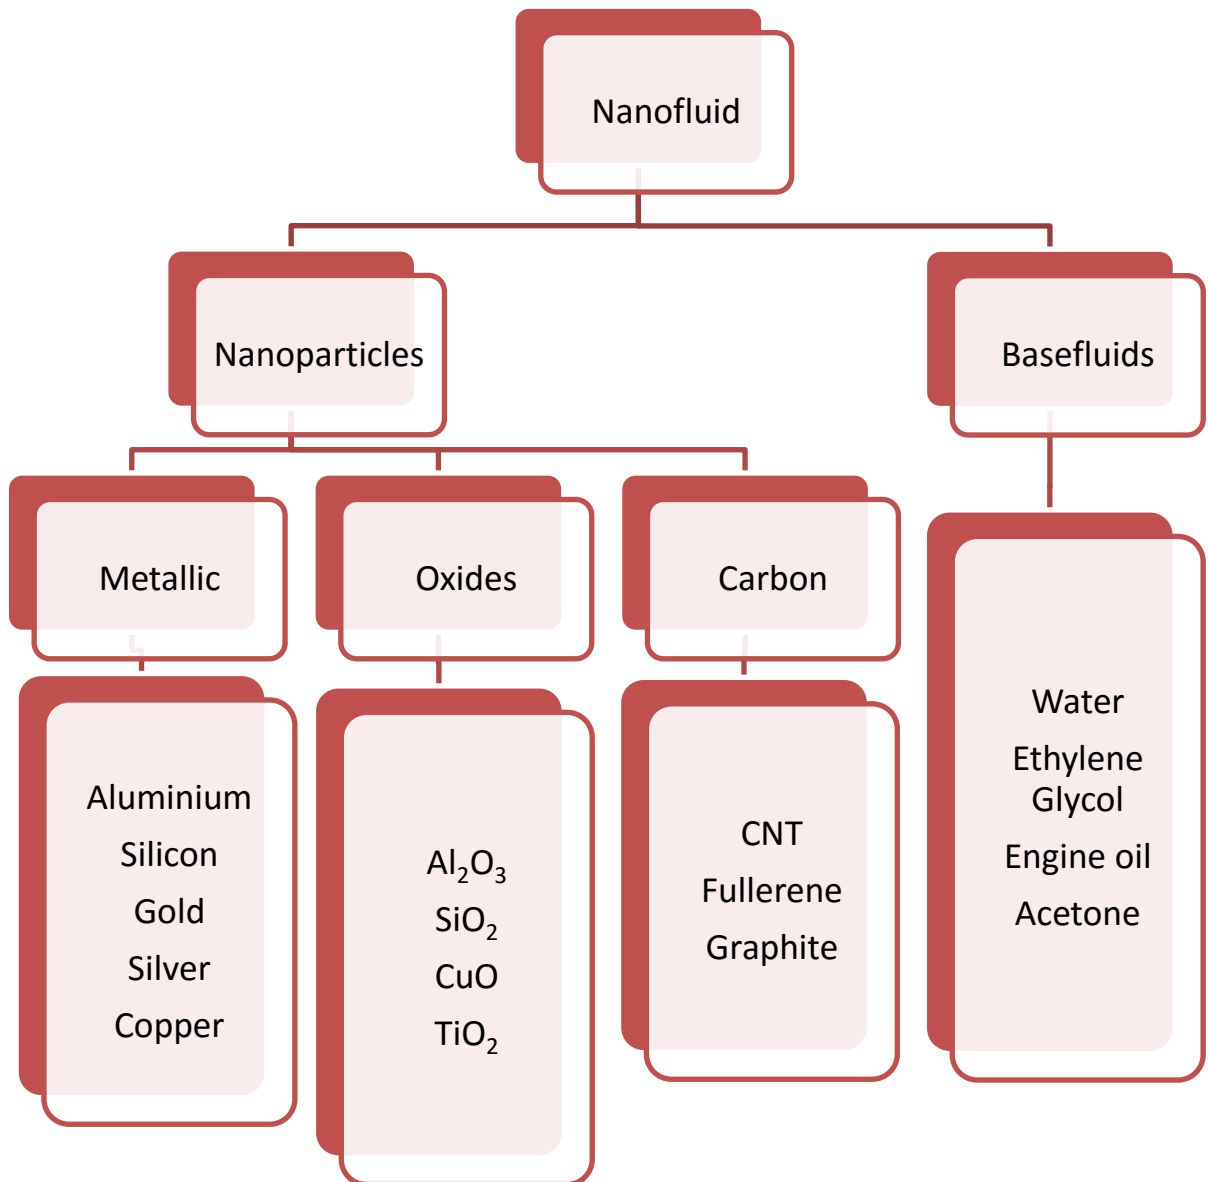 Nanofluid
Nanoparticles
Basefluids
Metallic
Oxides
Carbon
Aluminium
Silicon
Gold
Silver
Copper
Al₂O₃
SiO₂
CuO
TiO₂
CNT
Fullerene
Graphite
Water
Ethylene
Glycol
Engine oil
Acetone